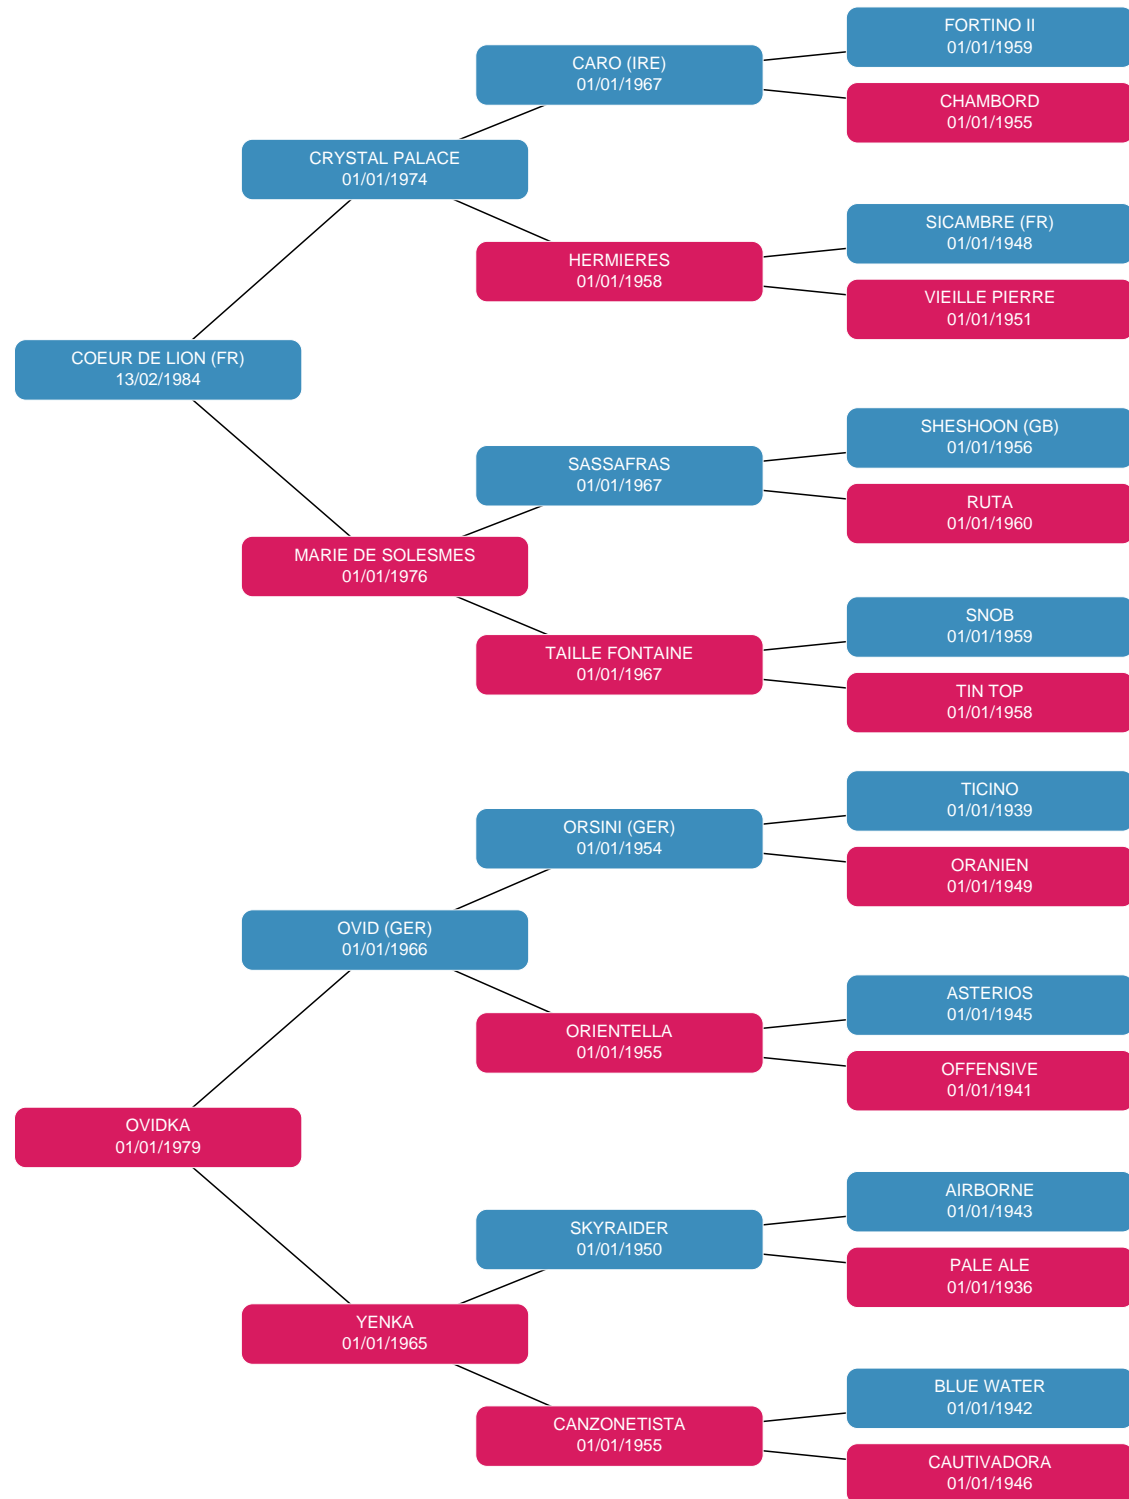 FORTINO II
01/01/1959
CARO (IRE)
01/01/1967
CHAMBORD
01/01/1955
CRYSTAL PALACE
01/01/1974
SICAMBRE (FR)
01/01/1948
HERMIERES
01/01/1958
VIEILLE PIERRE
01/01/1951
COEUR DE LION (FR)
13/02/1984
SHESHOON (GB)
01/01/1956
SASSAFRAS
01/01/1967
RUTA
01/01/1960
MARIE DE SOLESMES
01/01/1976
SNOB
01/01/1959
TAILLE FONTAINE
01/01/1967
TIN TOP
01/01/1958
TICINO
01/01/1939
ORSINI (GER)
01/01/1954
ORANIEN
01/01/1949
OVID (GER)
01/01/1966
ASTERIOS
01/01/1945
ORIENTELLA
01/01/1955
OFFENSIVE
01/01/1941
OVIDKA
01/01/1979
AIRBORNE
01/01/1943
SKYRAIDER
01/01/1950
PALE ALE
01/01/1936
YENKA
01/01/1965
BLUE WATER
01/01/1942
CANZONETISTA
01/01/1955
CAUTIVADORA
01/01/1946